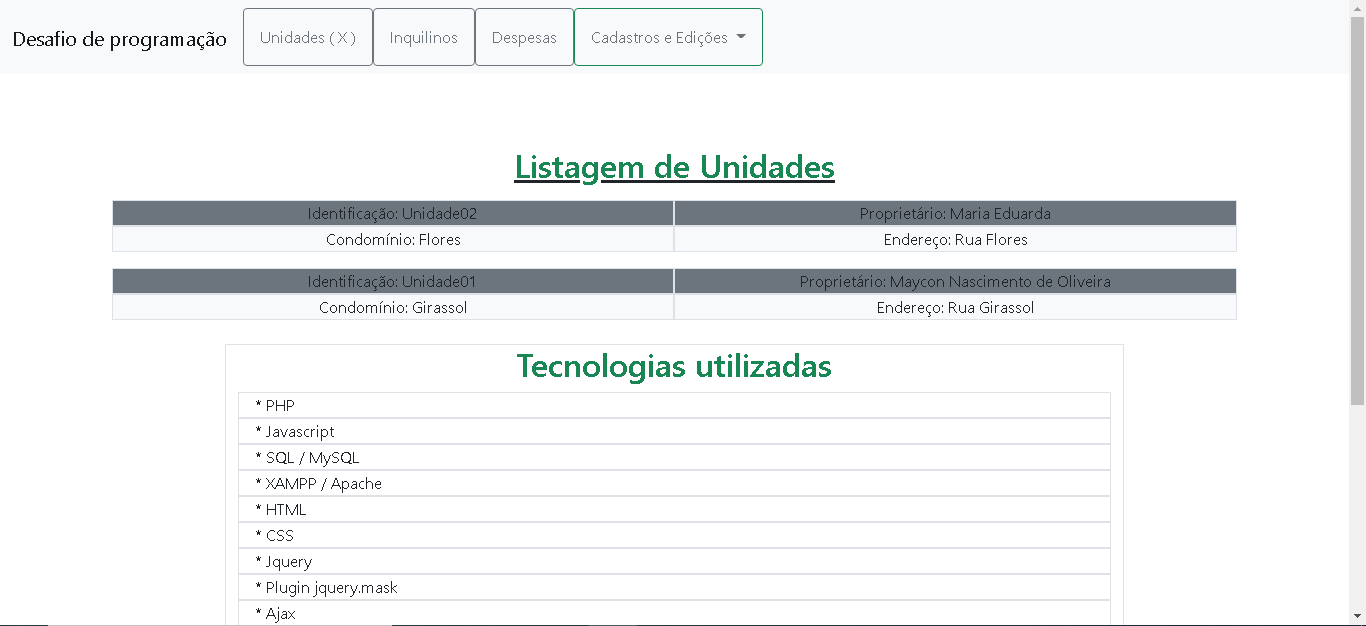 Desafio de programação Unidades ( X ) Inquilinos Despesas Cadastros e Edições
Listagem de Unidades
Identificação: Unidade02 Proprietário: Maria Eduarda
Condomínio: Flores Endereço: Rua Flores
Identificação: Unidade01 Proprietário: Maycon Nascimento de Oliveira
Condomínio: Girassol Endereço: Rua Girassol
Tecnologias utilizadas
* PHP
* Javascript
* SQL / MySQL
* XAMPP / Apache
* HTML
* CSS
* Jquery
* Plugin jquery.mask
* Ajax